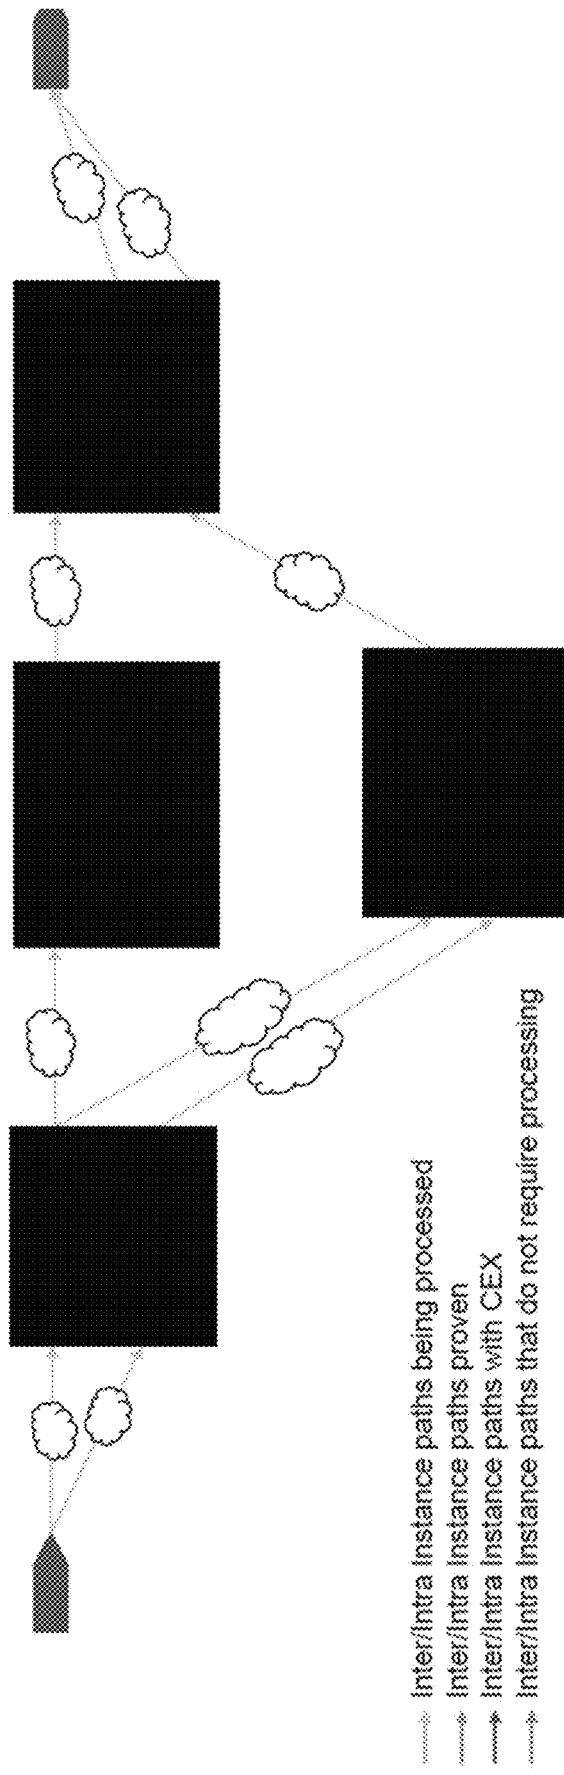 Inter/Intra Instance paths being processed
Inter/Intra Instance paths proven
Inter/Intra Instance paths with CEX
Inter/Intra Instance paths that do not require processing